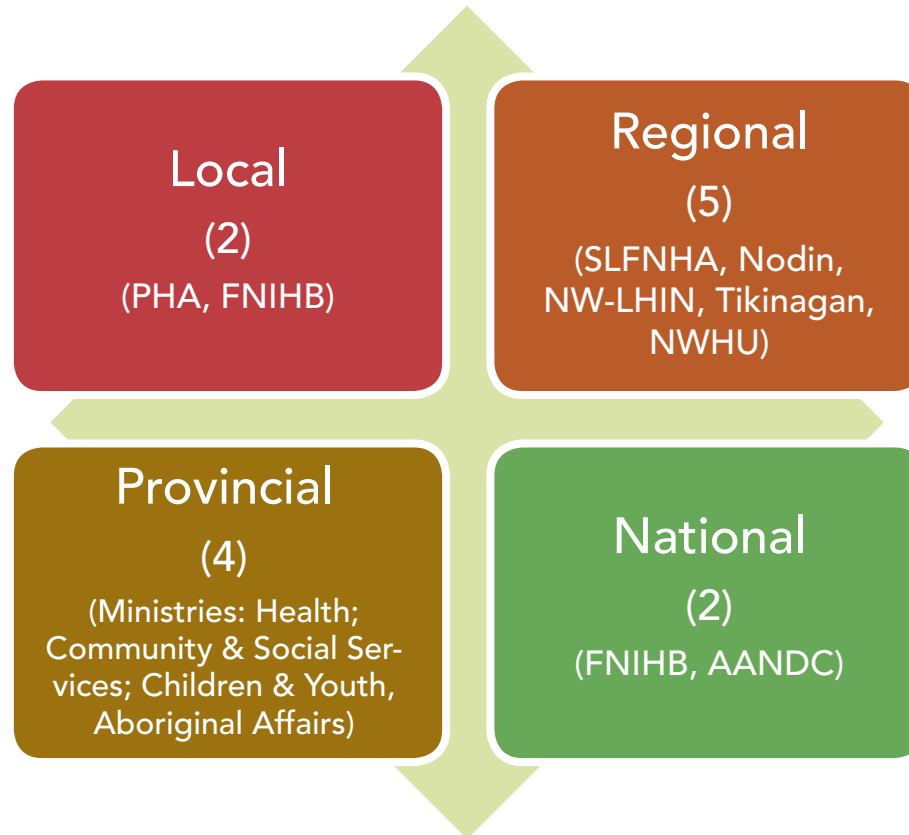 Local
(2)
(PHA, FNIHB)
Regional
(5)
(SLFNHA, Nodin,
NW-LHIN, Tikinagan,
NWHU)
Provincial
(4)
(Ministries: Health;
Community & Social Ser-
vices; Children & Youth,
Aboriginal Affairs)
National
(2)
(FNIHB, AANDC)